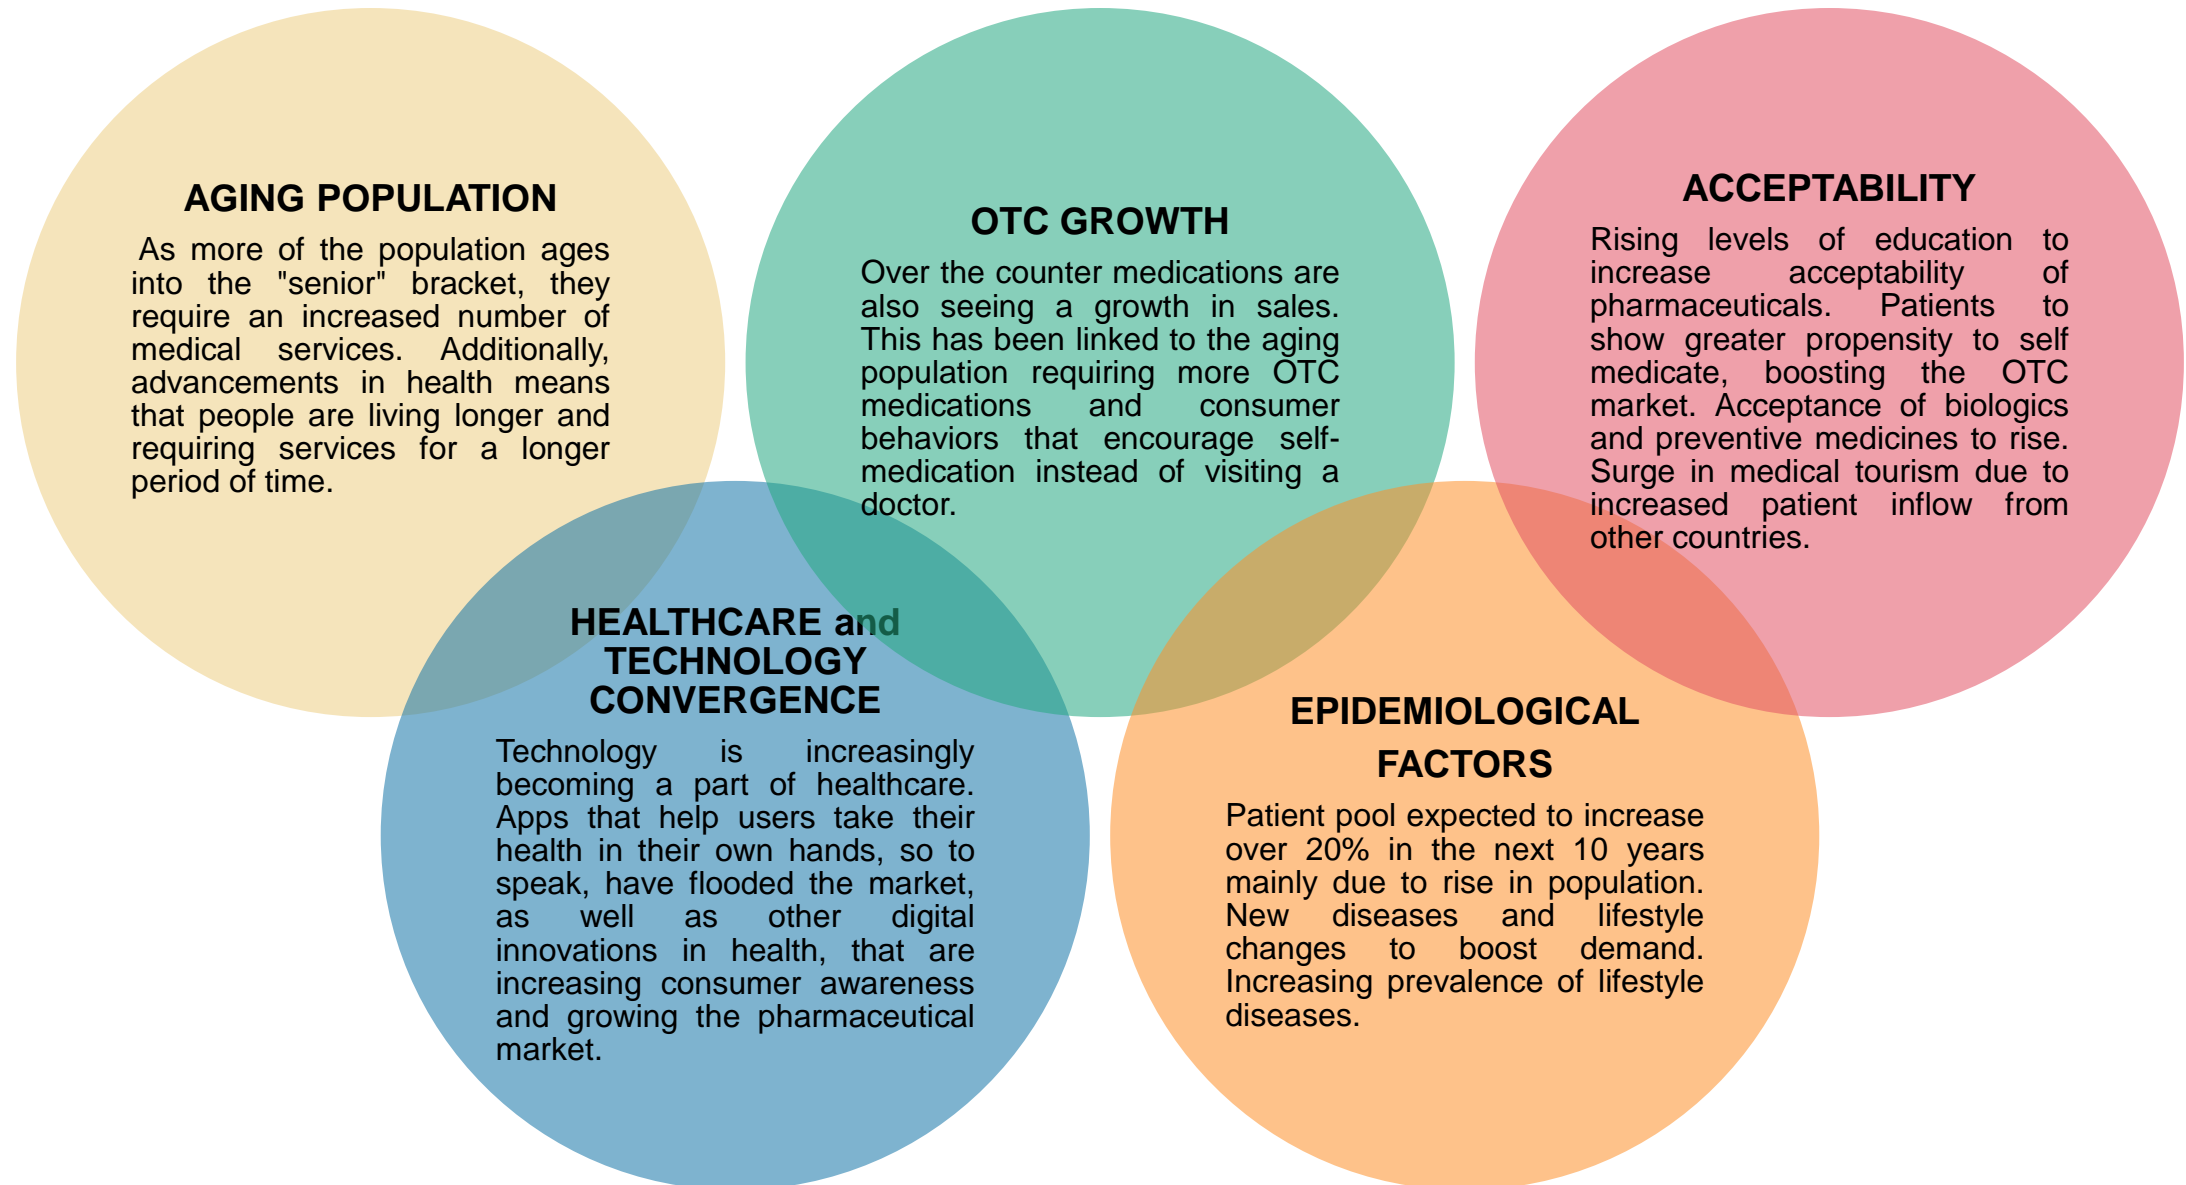 AGING POPULATION
As more of the population ages
into the "senior" bracket, they
require an increased number of
medical services. Additionally,
advancements in health means
that people are living longer and
requiring services for a longer
period of time.
OTC GROWTH
Over the counter medications are
also seeing a growth in sales.
This has been linked to the aging
population requiring more OTC
medications and consumer
behaviors that encourage self-
medication instead of visiting a
doctor.
ACCEPTABILITY
Rising levels of education to
increase acceptability of
pharmaceuticals. Patients to
show greater propensity to self
medicate, boosting the OTC
market. Acceptance of biologics
and preventive medicines to rise.
Surge in medical tourism due to
increased patient inflow from
other countries.
HEALTHCARE and
TECHNOLOGY
CONVERGENCE
Technology is increasingly
becoming a part of healthcare.
Apps that help users take their
health in their own hands, so to
speak, have flooded the market,
as well as other digital
innovations in health, that are
increasing consumer awareness
and growing the pharmaceutical
market.
EPIDEMIOLOGICAL
FACTORS
Patient pool expected to increase
over 20% in the next 10 years
mainly due to rise in population.
New diseases and lifestyle
changes to boost demand.
Increasing prevalence of lifestyle
diseases.